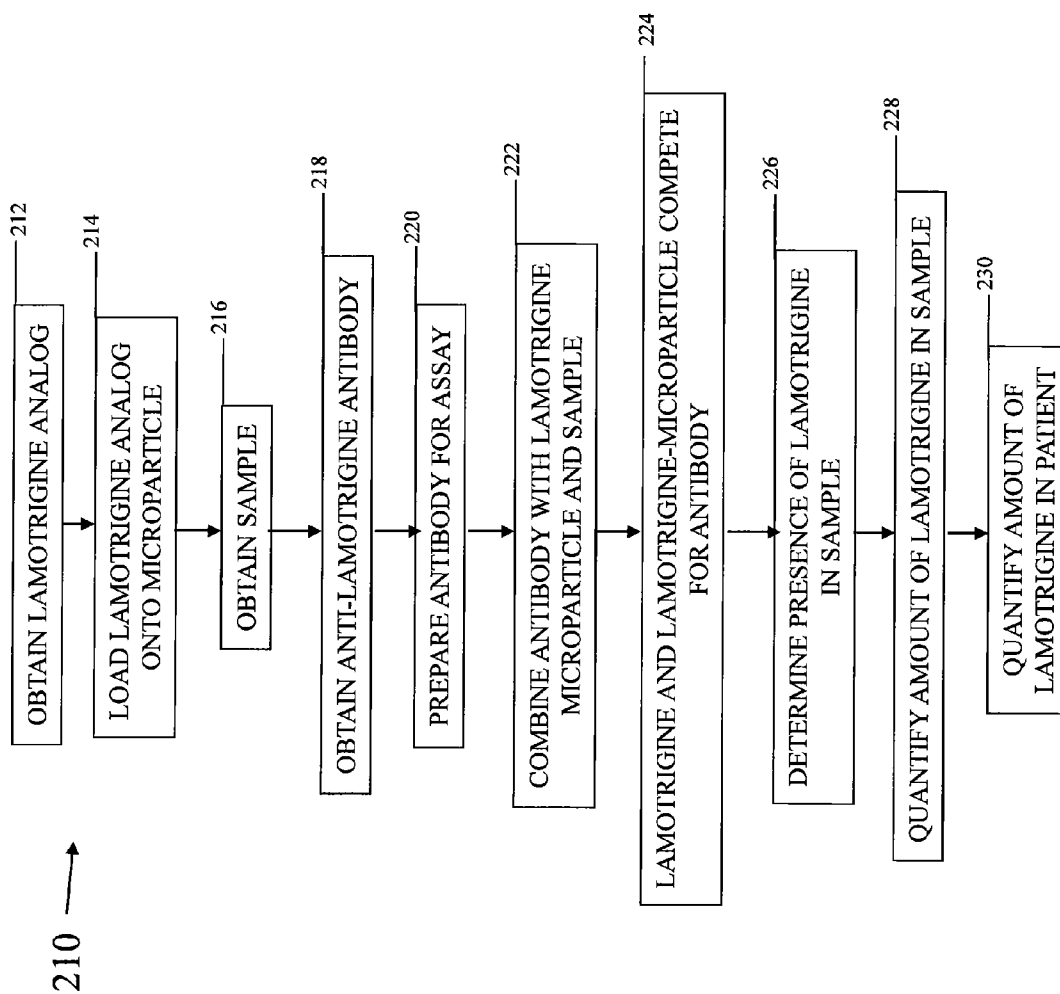 210
OBTAIN LAMOTRIGINE ANALOG
212
LOAD LAMOTRIGINE ANALOG
ONTO MICROPARTICLE
214
OBTAIN SAMPLE
216
OBTAIN ANTI-LAMOTRIGINE ANTIBODY
218
PREPARE ANTIBODY FOR ASSAY
220
COMBINE ANTIBODY WITH LAMOTRIGINE
MICROPARTICLE AND SAMPLE
222
LAMOTRIGINE AND LAMOTRIGINE-MICROPARTICLE COMPETE
FOR ANTIBODY
224
DETERMINE PRESENCE OF LAMOTRIGINE
IN SAMPLE
226
QUANTIFY AMOUNT OF LAMOTRIGINE IN SAMPLE
228
QUANTIFY AMOUNT OF
LAMOTRIGINE IN PATIENT
230